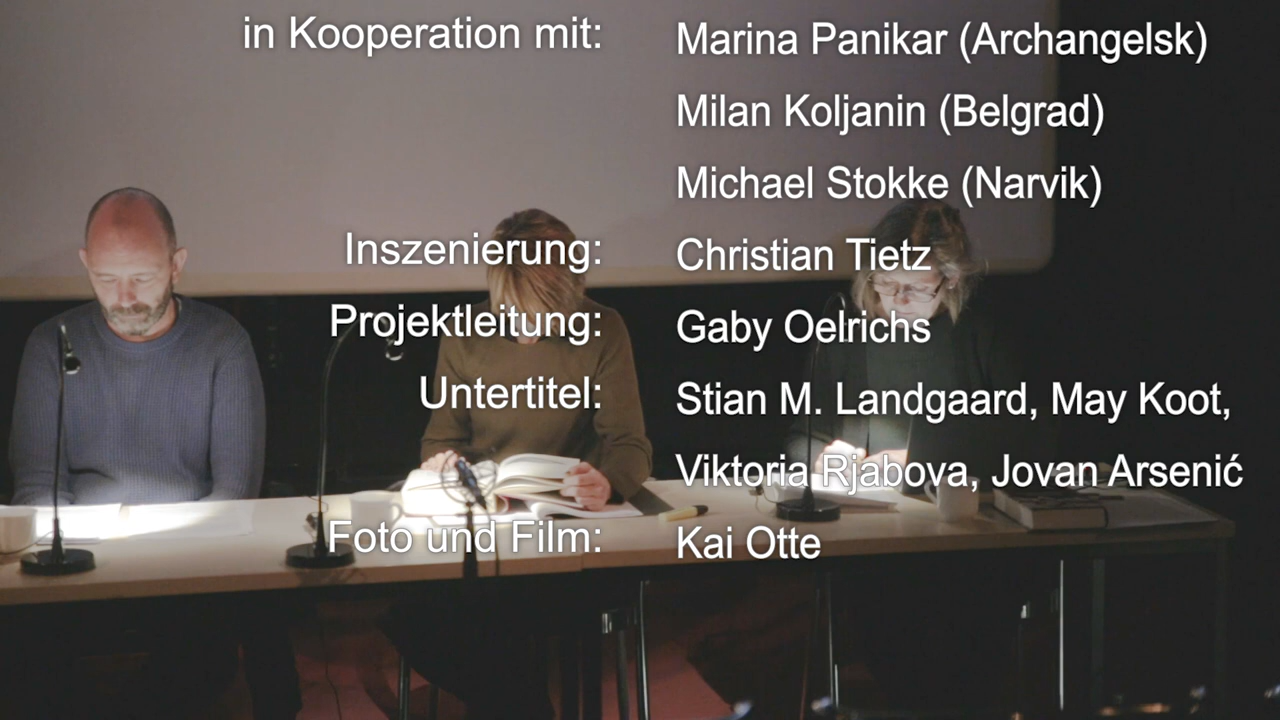 in Kooperation mit: Marina Panikar (Archangelsk)
Milan Koljanin (Belgrad)
Michael Stokke (Narvik)
Inszenierung: Christian Tietz
Projektleitung: Gaby Oelrichs
Untertitel: Stian M. Landgaard, May Koot,
Viktoria Rjabova, Jovan Arsenić
Foto und Film: Kai Otte